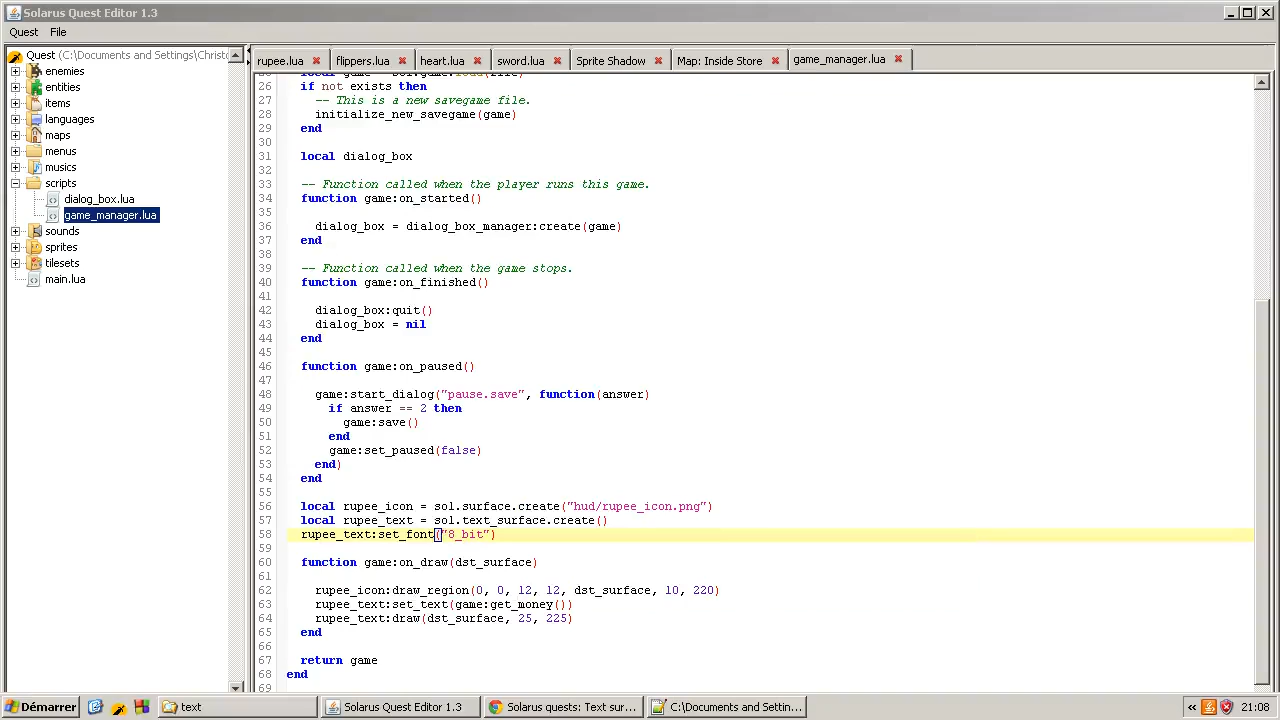 Solarus Quest Editor 1.3
Quest File
Quest (C:\Documents and Settings\Christo
enemies
entities
items
languages
maps
menus
musics
scripts
dialog_box.lua
game_manager.lua
sounds
sprites
tilesets
main.lua
rupee.lua flippers.lua heart.lua sword.lua Sprite Shadow Map: Inside Store game_manager.lua
26 if not exists then
27 -- This is a new savegame file.
28 initialize_new_savegame(game)
29 end
30
31 local dialog_box
32
33 -- Function called when the player runs this game.
34 function game:on_started()
35
36 dialog_box = dialog_box_manager:create(game)
37 end
38
39 -- Function called when the game stops.
40 function game:on_finished()
41
42 dialog_box:quit()
43 dialog_box = nil
44 end
45
46 function game:on_paused()
47
48 game:start_dialog("pause.save", function(answer)
49 if answer == 2 then
50 game:save()
51 end
52 game:set_paused(false)
53 end)
54 end
55
56 local rupee_icon = sol.surface.create("hud/rupee_icon.png")
57 local rupee_text = sol.text_surface.create()
58 rupee_text:set_font("8_bit")
59
60 function game:on_draw(dst_surface)
61
62 rupee_icon:draw_region(0, 0, 12, 12, dst_surface, 10, 220)
63 rupee_text:set_text(game:get_money())
64 rupee_text:draw(dst_surface, 25, 225)
65 end
66
67 return game
68 end
69
Démarrer text Solarus Quest Editor 1.3 Solarus quests: Text sur... C:\Documents and Settin... « 21:08